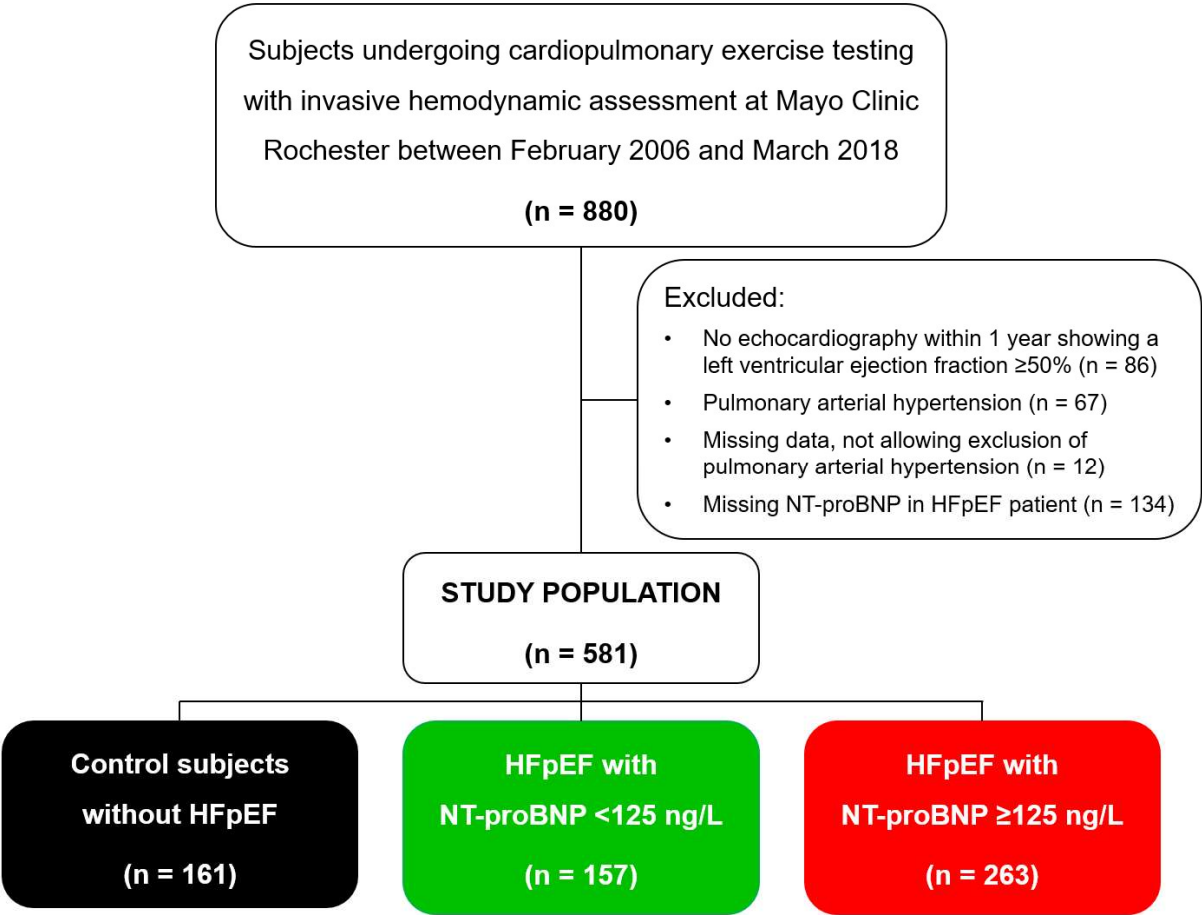 Subjects undergoing cardiopulmonary exercise testing
with invasive hemodynamic assessment at Mayo Clinic
Rochester between February 2006 and March 2018
(n = 880)
Excluded:
• No echocardiography within 1 year showing a
left ventricular ejection fraction ≥50% (n = 86)
• Pulmonary arterial hypertension (n = 67)
• Missing data, not allowing exclusion of
pulmonary arterial hypertension (n = 12)
• Missing NT-proBNP in HFpEF patient (n = 134)
STUDY POPULATION
(n = 581)
Control subjects
without HFpEF
(n = 161)
HFpEF with
NT-proBNP <125 ng/L
(n = 157)
HFpEF with
NT-proBNP ≥125 ng/L
(n = 263)